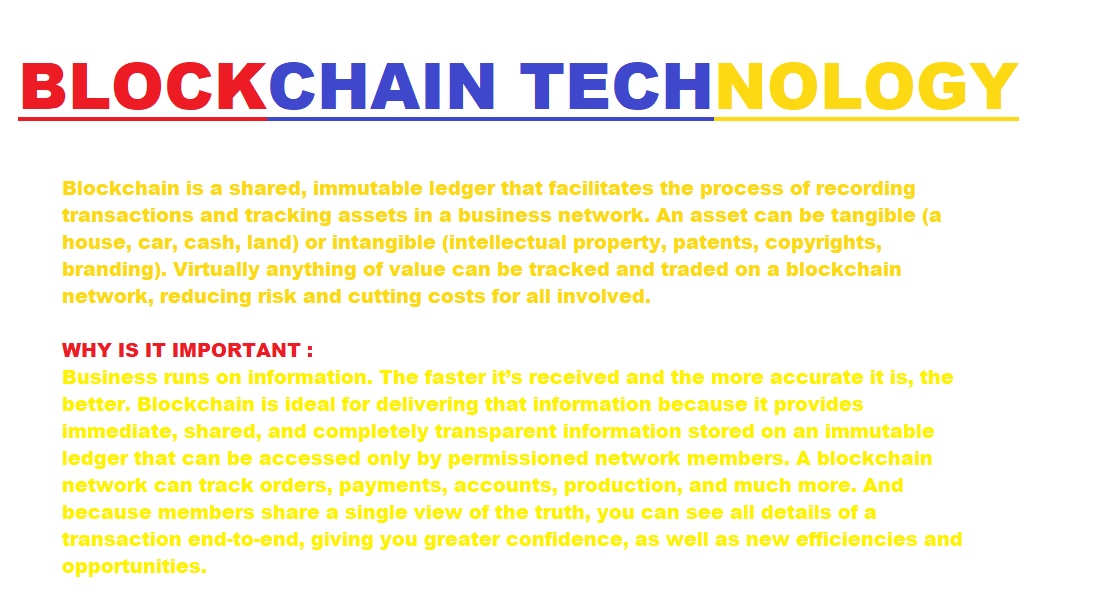 BLOCKCHAIN TECHNOLOGY
Blockchain is a shared, immutable ledger that facilitates the process of recording
transactions and tracking assets in a business network. An asset can be tangible (a
house, car, cash, land) or intangible (intellectual property, patents, copyrights,
branding). Virtually anything of value can be tracked and traded on a blockchain
network, reducing risk and cutting costs for all involved.
WHY IS IT IMPORTANT :
Business runs on information. The faster it’s received and the more accurate it is, the
better. Blockchain is ideal for delivering that information because it provides
immediate, shared, and completely transparent information stored on an immutable
ledger that can be accessed only by permissioned network members. A blockchain
network can track orders, payments, accounts, production, and much more. And
because members share a single view of the truth, you can see all details of a
transaction end-to-end, giving you greater confidence, as well as new efficiencies and
opportunities.